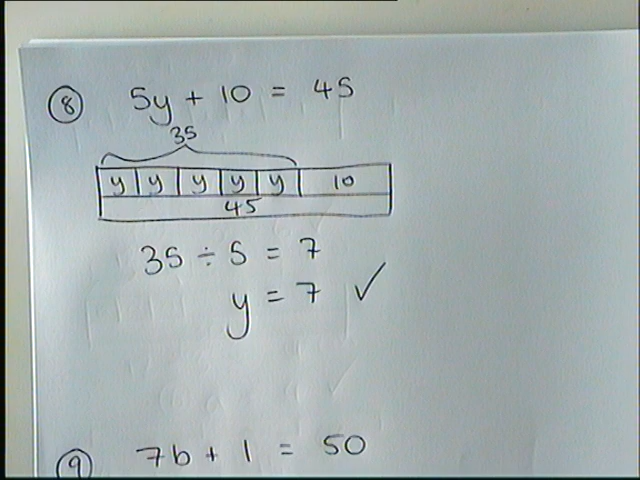 8 5y + 10 = 45
35
y y y y y 10
45
35 ÷ 5 = 7
y = 7 ✓
9 7b + 1 = 50